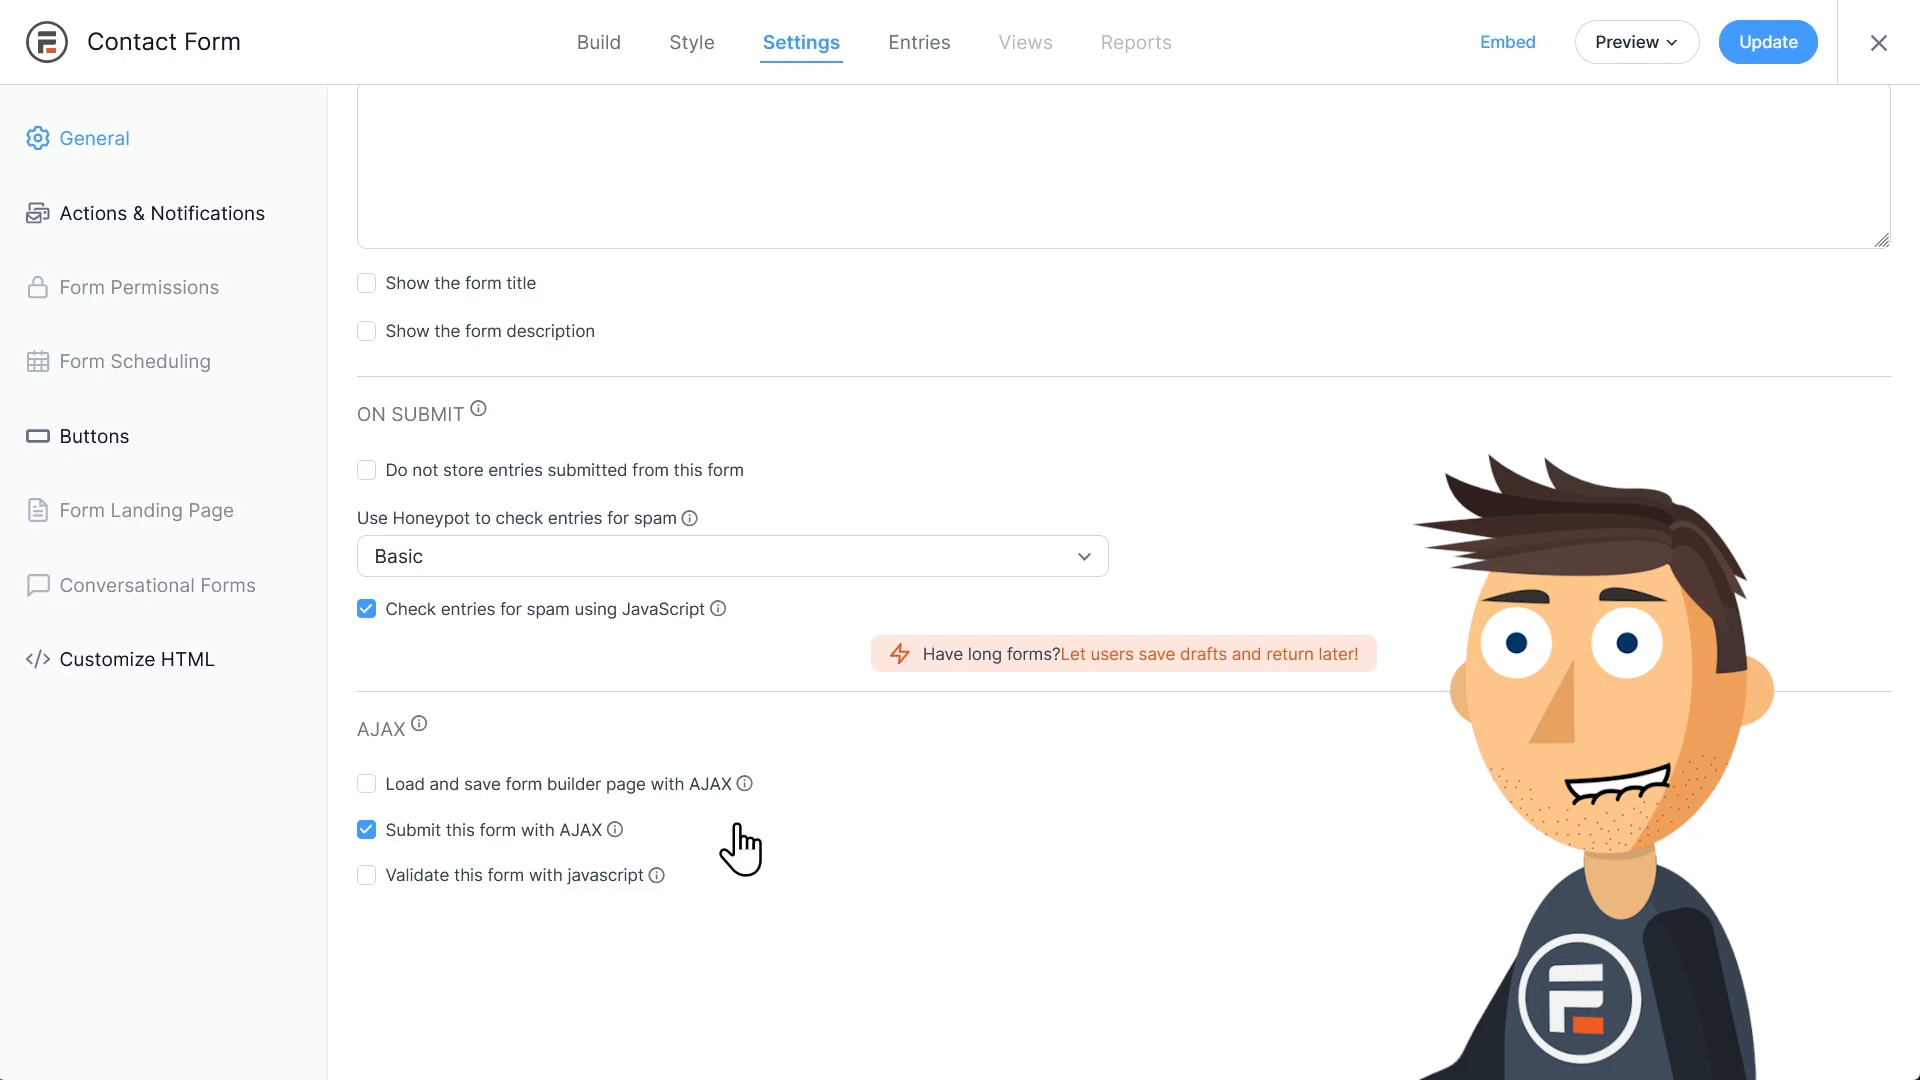 Contact Form
Build
Style
Settings
Entries
Views
Reports
Embed
Preview
Update
General
Actions & Notifications
Form Permissions
Form Scheduling
Buttons
Form Landing Page
Conversational Forms
Customize HTML
Show the form title
Show the form description
ON SUBMIT
Do not store entries submitted from this form
Use Honeypot to check entries for spam
Basic
Check entries for spam using JavaScript
Have long forms?Let users save drafts and return later!
AJAX
Load and save form builder page with AJAX
Submit this form with AJAX
Validate this form with javascript